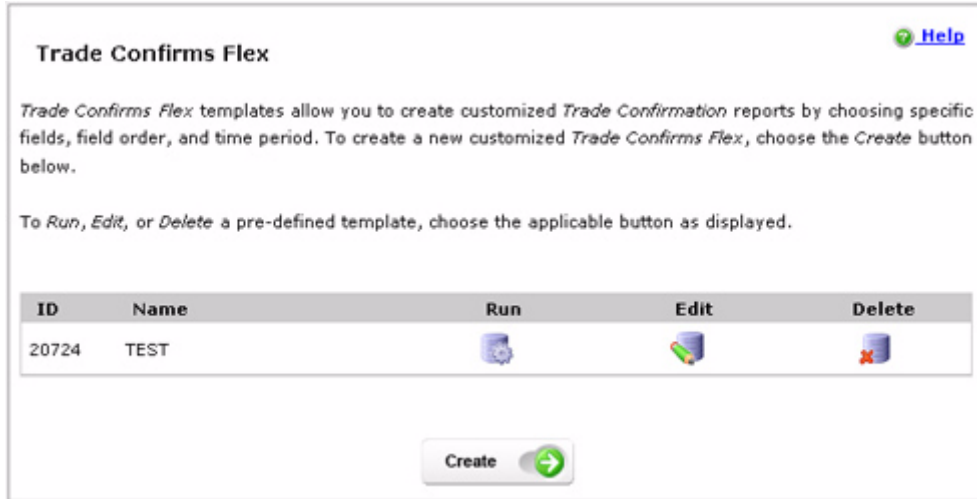 Help
Trade Confirms Flex
Trade Confirms Flex templates allow you to create customized Trade Confirmation reports by choosing specific
fields, field order, and time period. To create a new customized Trade Confirms Flex, choose the Create button
below.
To Run, Edit, or Delete a pre-defined template, choose the applicable button as displayed.
ID Name Run Edit Delete
20724 TEST
Create